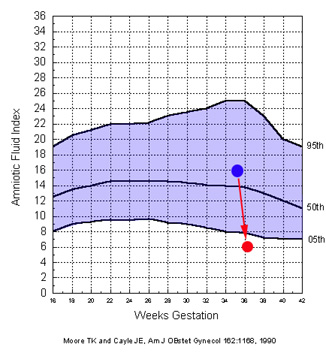 36
34
32
30
28
26
24
22
20
18
16
14
12
10
8
6
4
2
0
Amniotic Fluid Index
95th
50th
05th
16 18 20 22 24 26 28 30 32 34 36 38 40 42
Weeks Gestation
Moore TK and Cayle JE, Am J OBstet Gynecol 162:1168, 1990